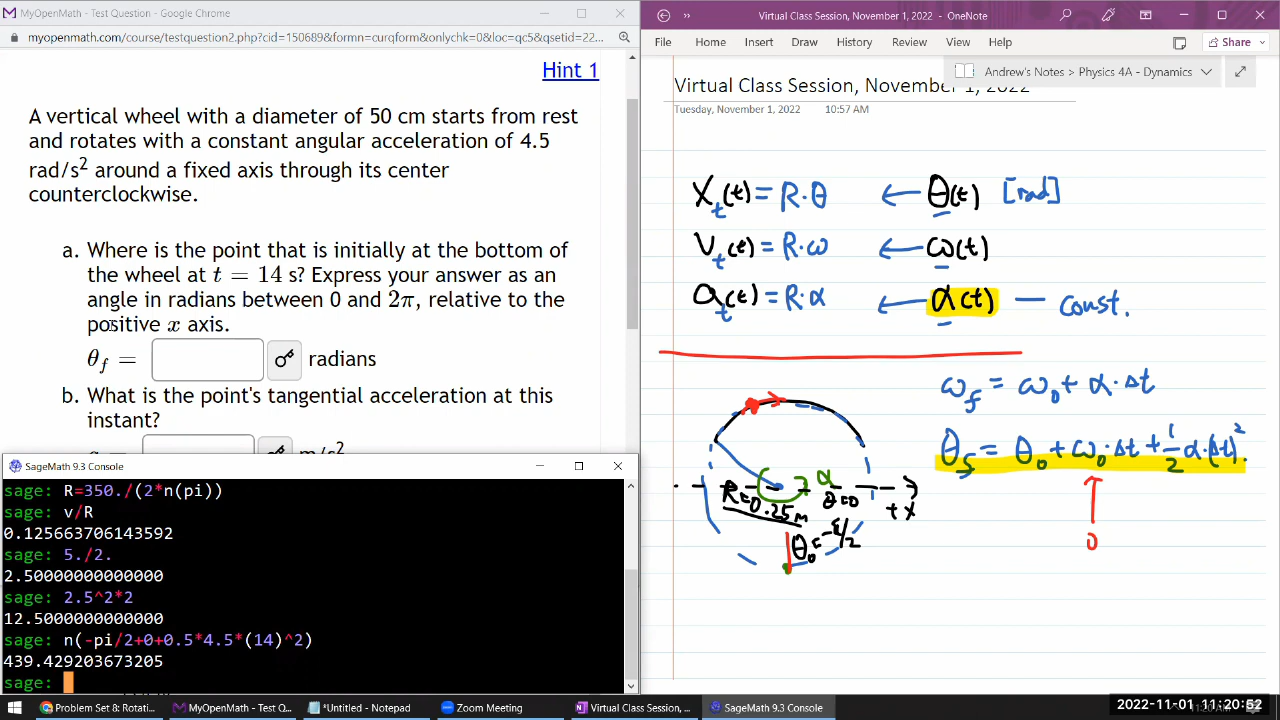 MyOpenMath - Test Question - Google Chrome
myopenmath.com/course/testquestion2.php?cid=150689&formn=curqform&onlychk=0&loc=qc5&qsetid=22...
Hint 1
A vertical wheel with a diameter of 50 cm starts from rest
and rotates with a constant angular acceleration of 4.5
rad/s² around a fixed axis through its center
counterclockwise.
a. Where is the point that is initially at the bottom of
the wheel at t = 14 s? Express your answer as an
angle in radians between 0 and 2π, relative to the
positive x axis.
θf = radians
b. What is the point's tangential acceleration at this
instant?
m/s²
SageMath 9.3 Console
sage: R=350./(2*n(pi))
sage: v/R
0.125663706143592
sage: 5./2.
2.50000000000000
sage: 2.5^2*2
12.5000000000000
sage: n(-pi/2+0+0.5*4.5*(14)^2)
439.429203673205
sage:
Virtual Class Session, November 1, 2022 - OneNote
File Home Insert Draw History Review View Help Share
Andrew's Notes > Physics 4A - Dynamics
Virtual Class Session, November 1, 2022
Tuesday, November 1, 2022 10:57 AM
Xt(t) = R·θ ← θ(t) [rad]
Vt(t) = R·ω ← ω(t)
at(t) = R·α ← α(t) — const.
ωf = ω0 + α·Δt
θf = θ0 + ω0·Δt + 1/2 α·(Δt)².
0
α
R=0.25m
θ=0
+x
θ0=-π/2
Problem Set & Rotati...
MyOpenMath - Test Q...
*Untitled - Notepad
Zoom Meeting
Virtual Class Session, ...
SageMath 9.3 Console
2022-11-01 11:20:52